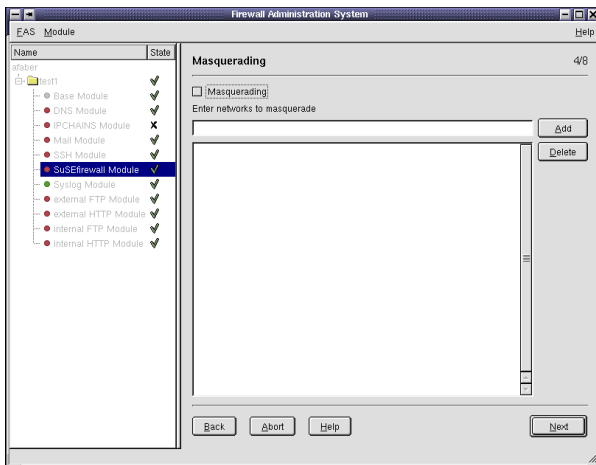 Firewall Administration System
FAS Module Help
Name State
afaber
test1
Base Module
DNS Module
IPCHAINS Module
Mail Module
SSH Module
SuSEfirewall Module
Syslog Module
external FTP Module
external HTTP Module
internal FTP Module
internal HTTP Module
Masquerading 4/8
Masquerading
Enter networks to masquerade
Add
Delete
Back Abort Help Next